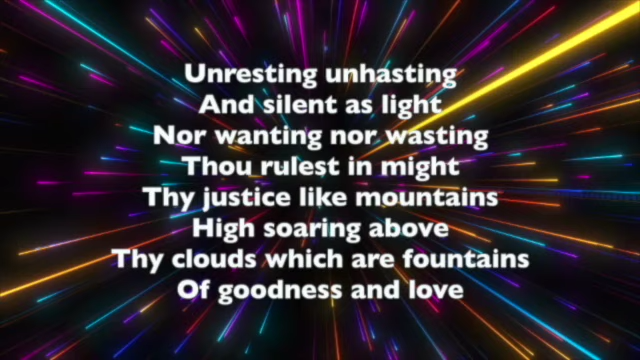 Unresting unhasting
And silent as light
Nor wanting nor wasting
Thou rulest in might
Thy justice like mountains
High soaring above
Thy clouds which are fountains
Of goodness and love